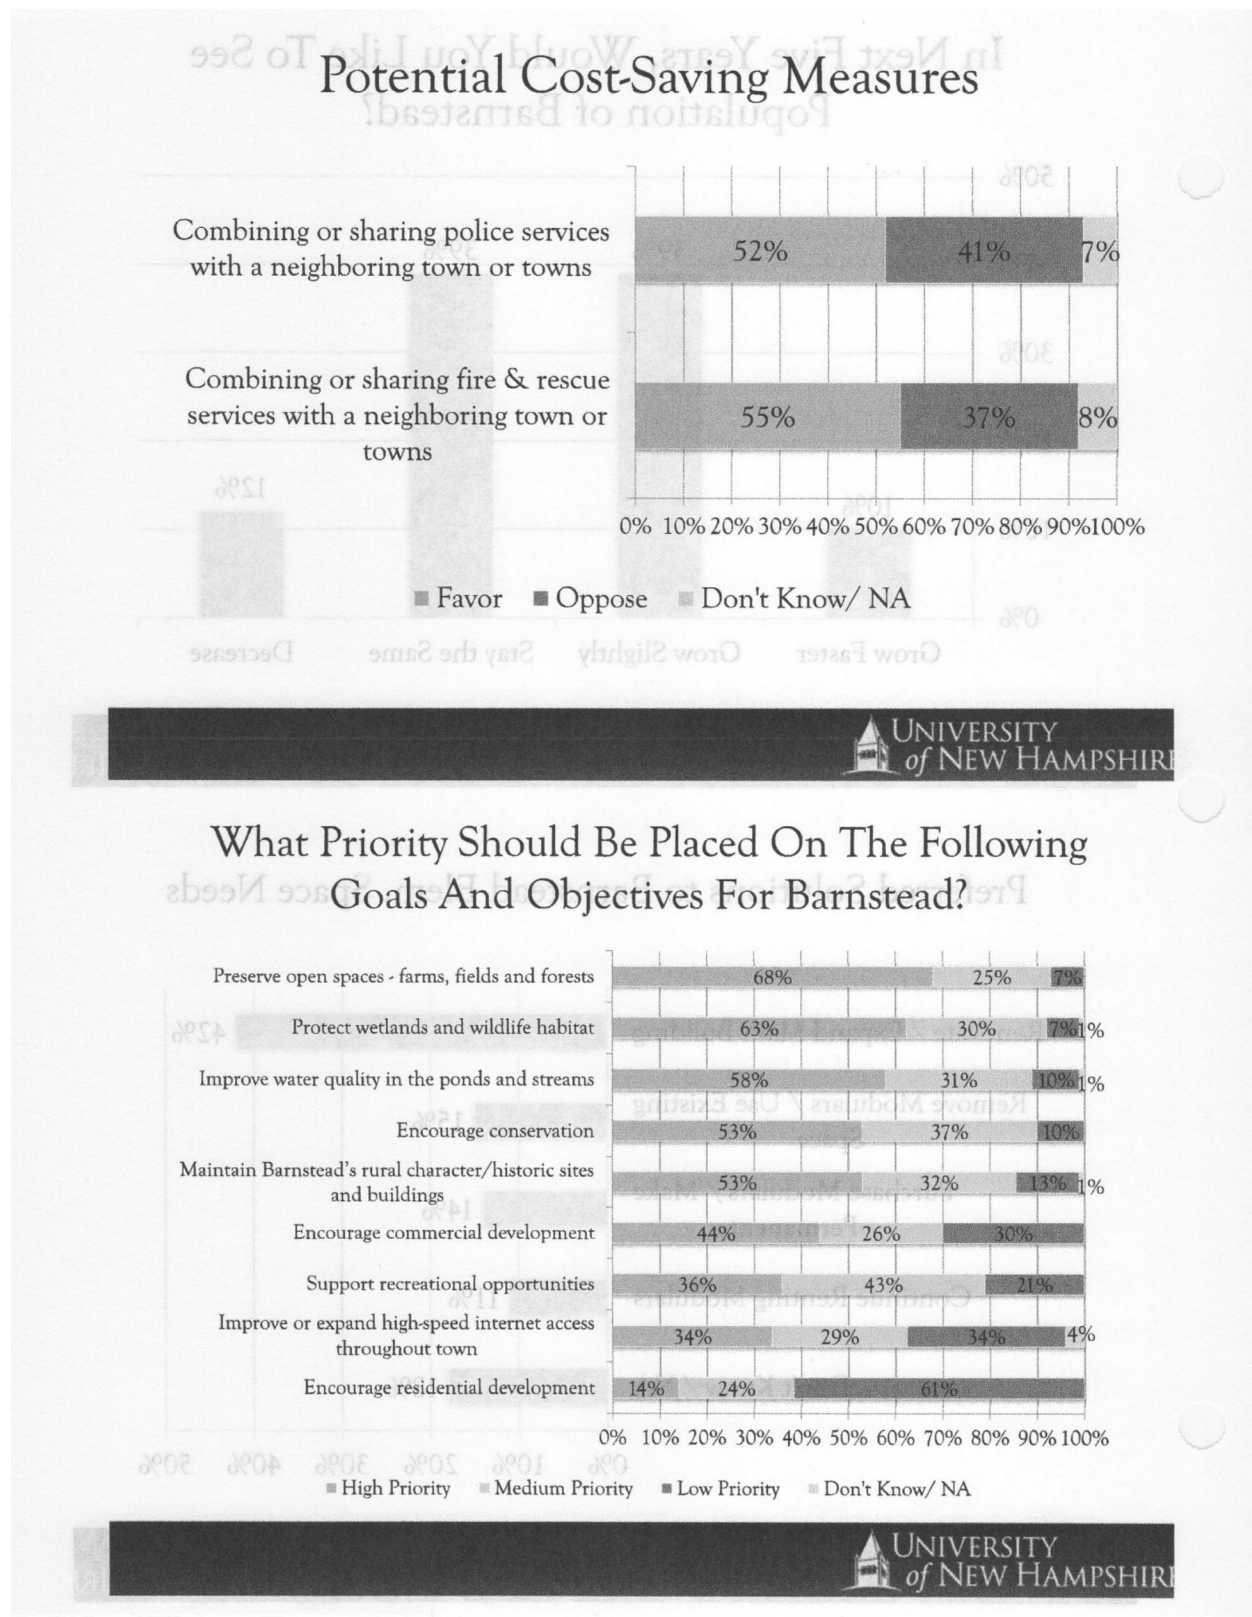 Potential Cost-Saving Measures
Combining or sharing police services
with a neighboring town or towns
52%
41%
7%
Combining or sharing fire & rescue
services with a neighboring town or
towns
55%
37%
8%
0% 10% 20% 30% 40% 50% 60% 70% 80% 90% 100%
Favor Oppose Don't Know/ NA
UNIVERSITY
of NEW HAMPSHIRE
What Priority Should Be Placed On The Following
Goals And Objectives For Barnstead?
Preserve open spaces - farms, fields and forests
68% 25% 7%
Protect wetlands and wildlife habitat
63% 30% 7% 1%
Improve water quality in the ponds and streams
58% 31% 10% 1%
Encourage conservation
53% 37% 10%
Maintain Barnstead's rural character/historic sites
and buildings
53% 32% 13% 1%
Encourage commercial development
44% 26% 30%
Support recreational opportunities
36% 43% 21%
Improve or expand high-speed internet access
throughout town
34% 29% 34% 4%
Encourage residential development
14% 24% 61%
0% 10% 20% 30% 40% 50% 60% 70% 80% 90% 100%
High Priority Medium Priority Low Priority Don't Know/ NA
UNIVERSITY
of NEW HAMPSHIRE